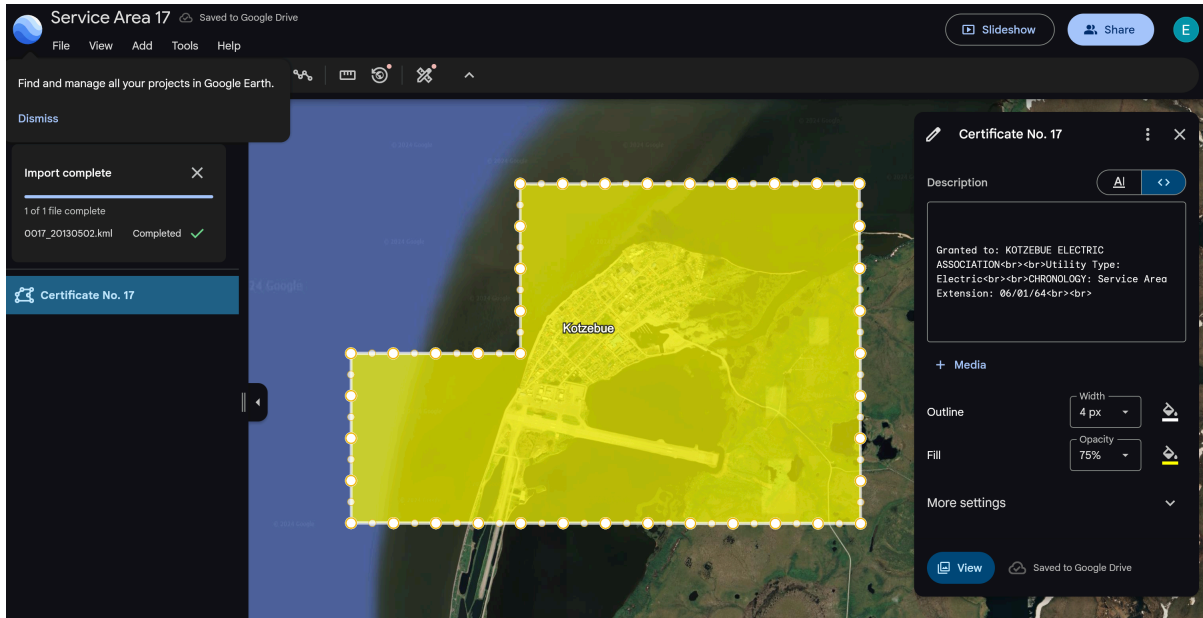 Service Area 17
Saved to Google Drive
File View Add Tools Help
Slideshow
Share
E
Find and manage all your projects in Google Earth.
Dismiss
Import complete
1 of 1 file complete
0017_20130502.kml Completed
Certificate No. 17
24 Google
Kotzebue
Certificate No. 17
Description
AI
<>
Granted to: KOTZEBUE ELECTRIC
ASSOCIATION<br><br>Utility Type:
Electric<br><br>CHRONOLOGY: Service Area
Extension: 06/01/64<br><br>
+ Media
Outline
Width
4 px
Fill
Opacity
75%
More settings
View
Saved to Google Drive